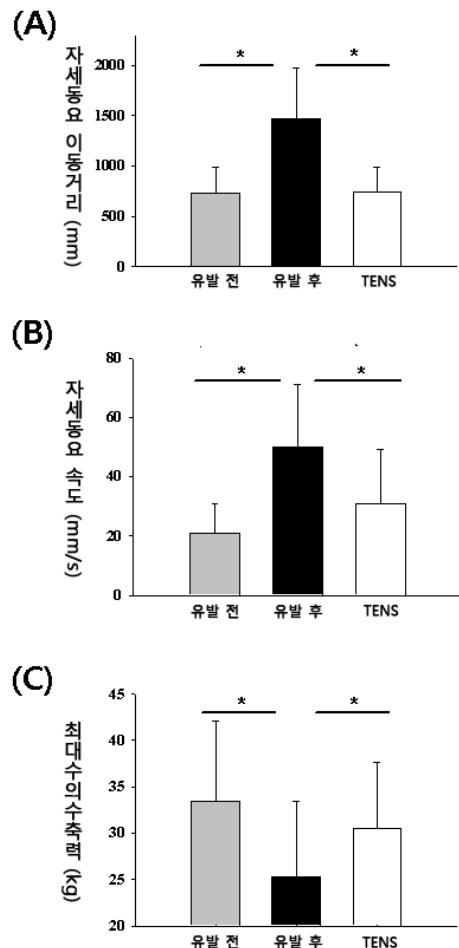 (A)
자세동요 이동거리 (mm)
2000
1500
1000
500
0
* *
유발 전 유발 후 TENS
(B)
자세동요 속도 (mm/s)
80
60
40
20
0
* *
유발 전 유발 후 TENS
(C)
최대수의수축력 (kg)
45
40
35
30
25
20
* *
유발 전 유발 후 TENS